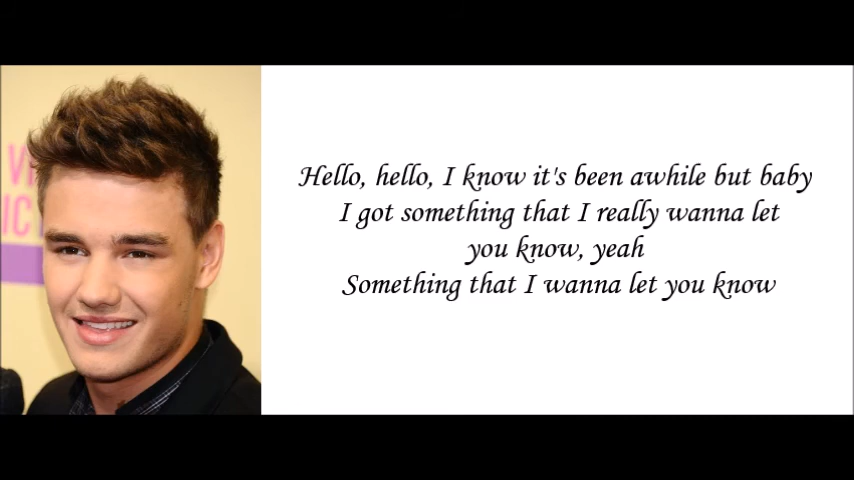 V
IC
Hello, hello, I know it's been awhile but baby
I got something that I really wanna let
you know, yeah
Something that I wanna let you know